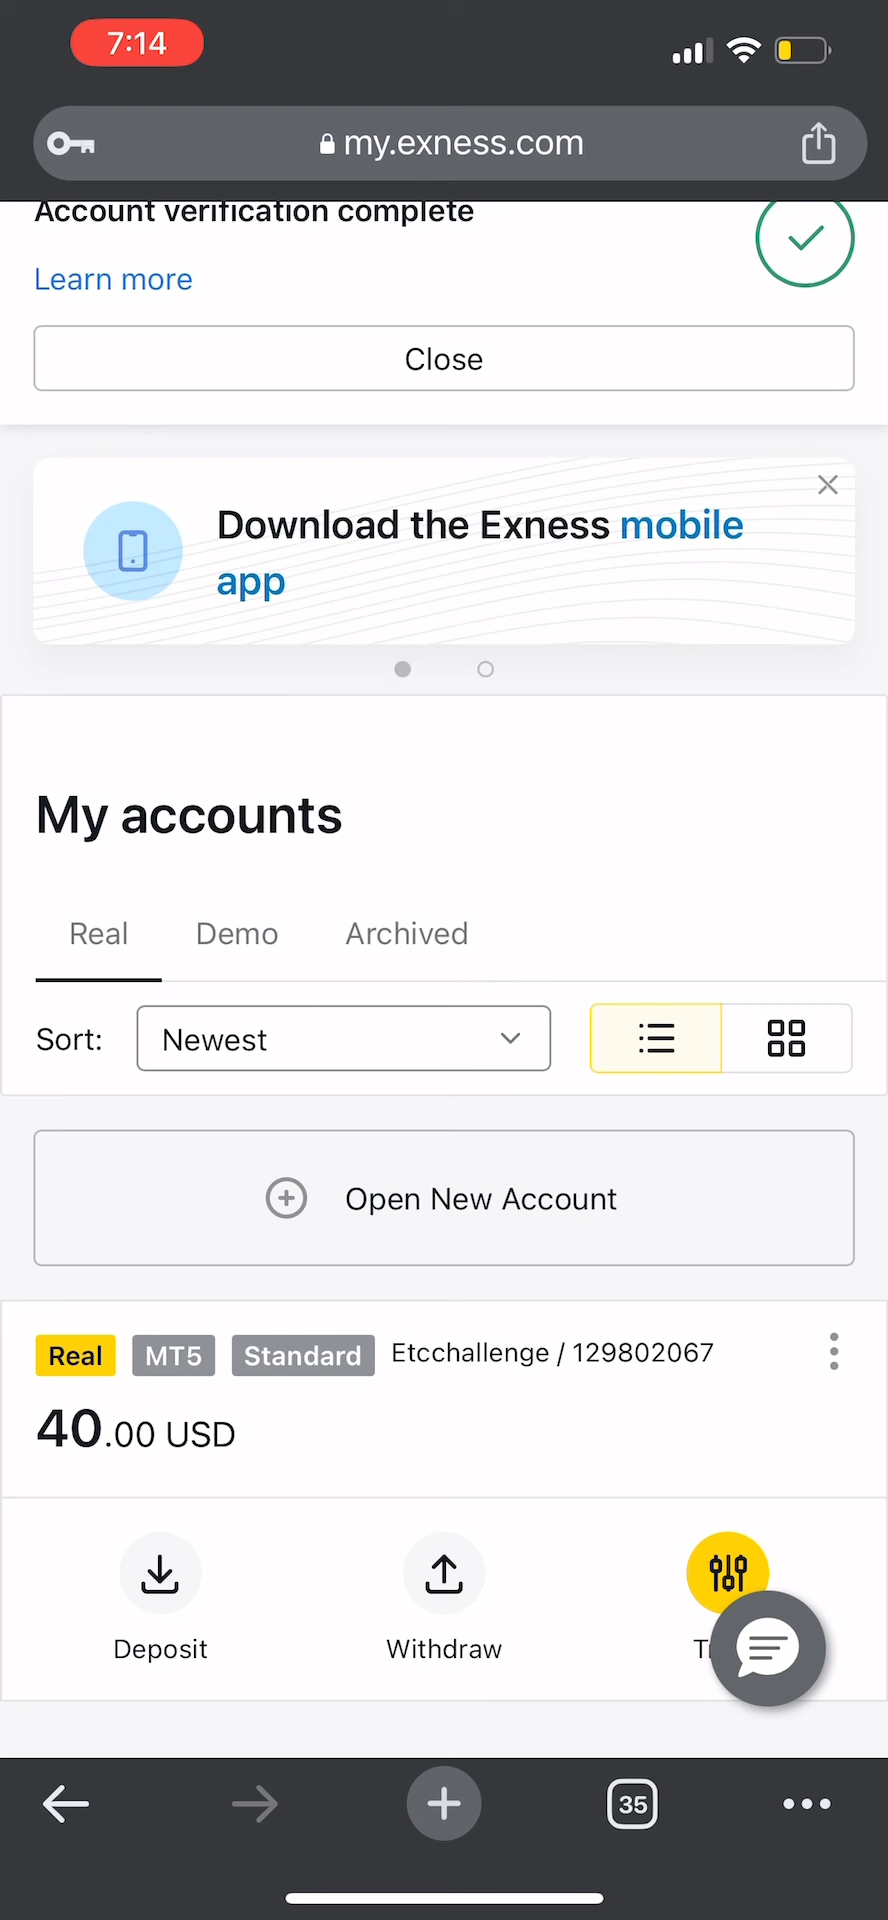 7:14
my.exness.com
Account verification complete
Learn more
Close
Download the Exness mobile
app
My accounts
Real Demo Archived
Sort: Newest
Open New Account
Real MT5 Standard Etcchallenge / 129802067
40.00 USD
Deposit Withdraw
35